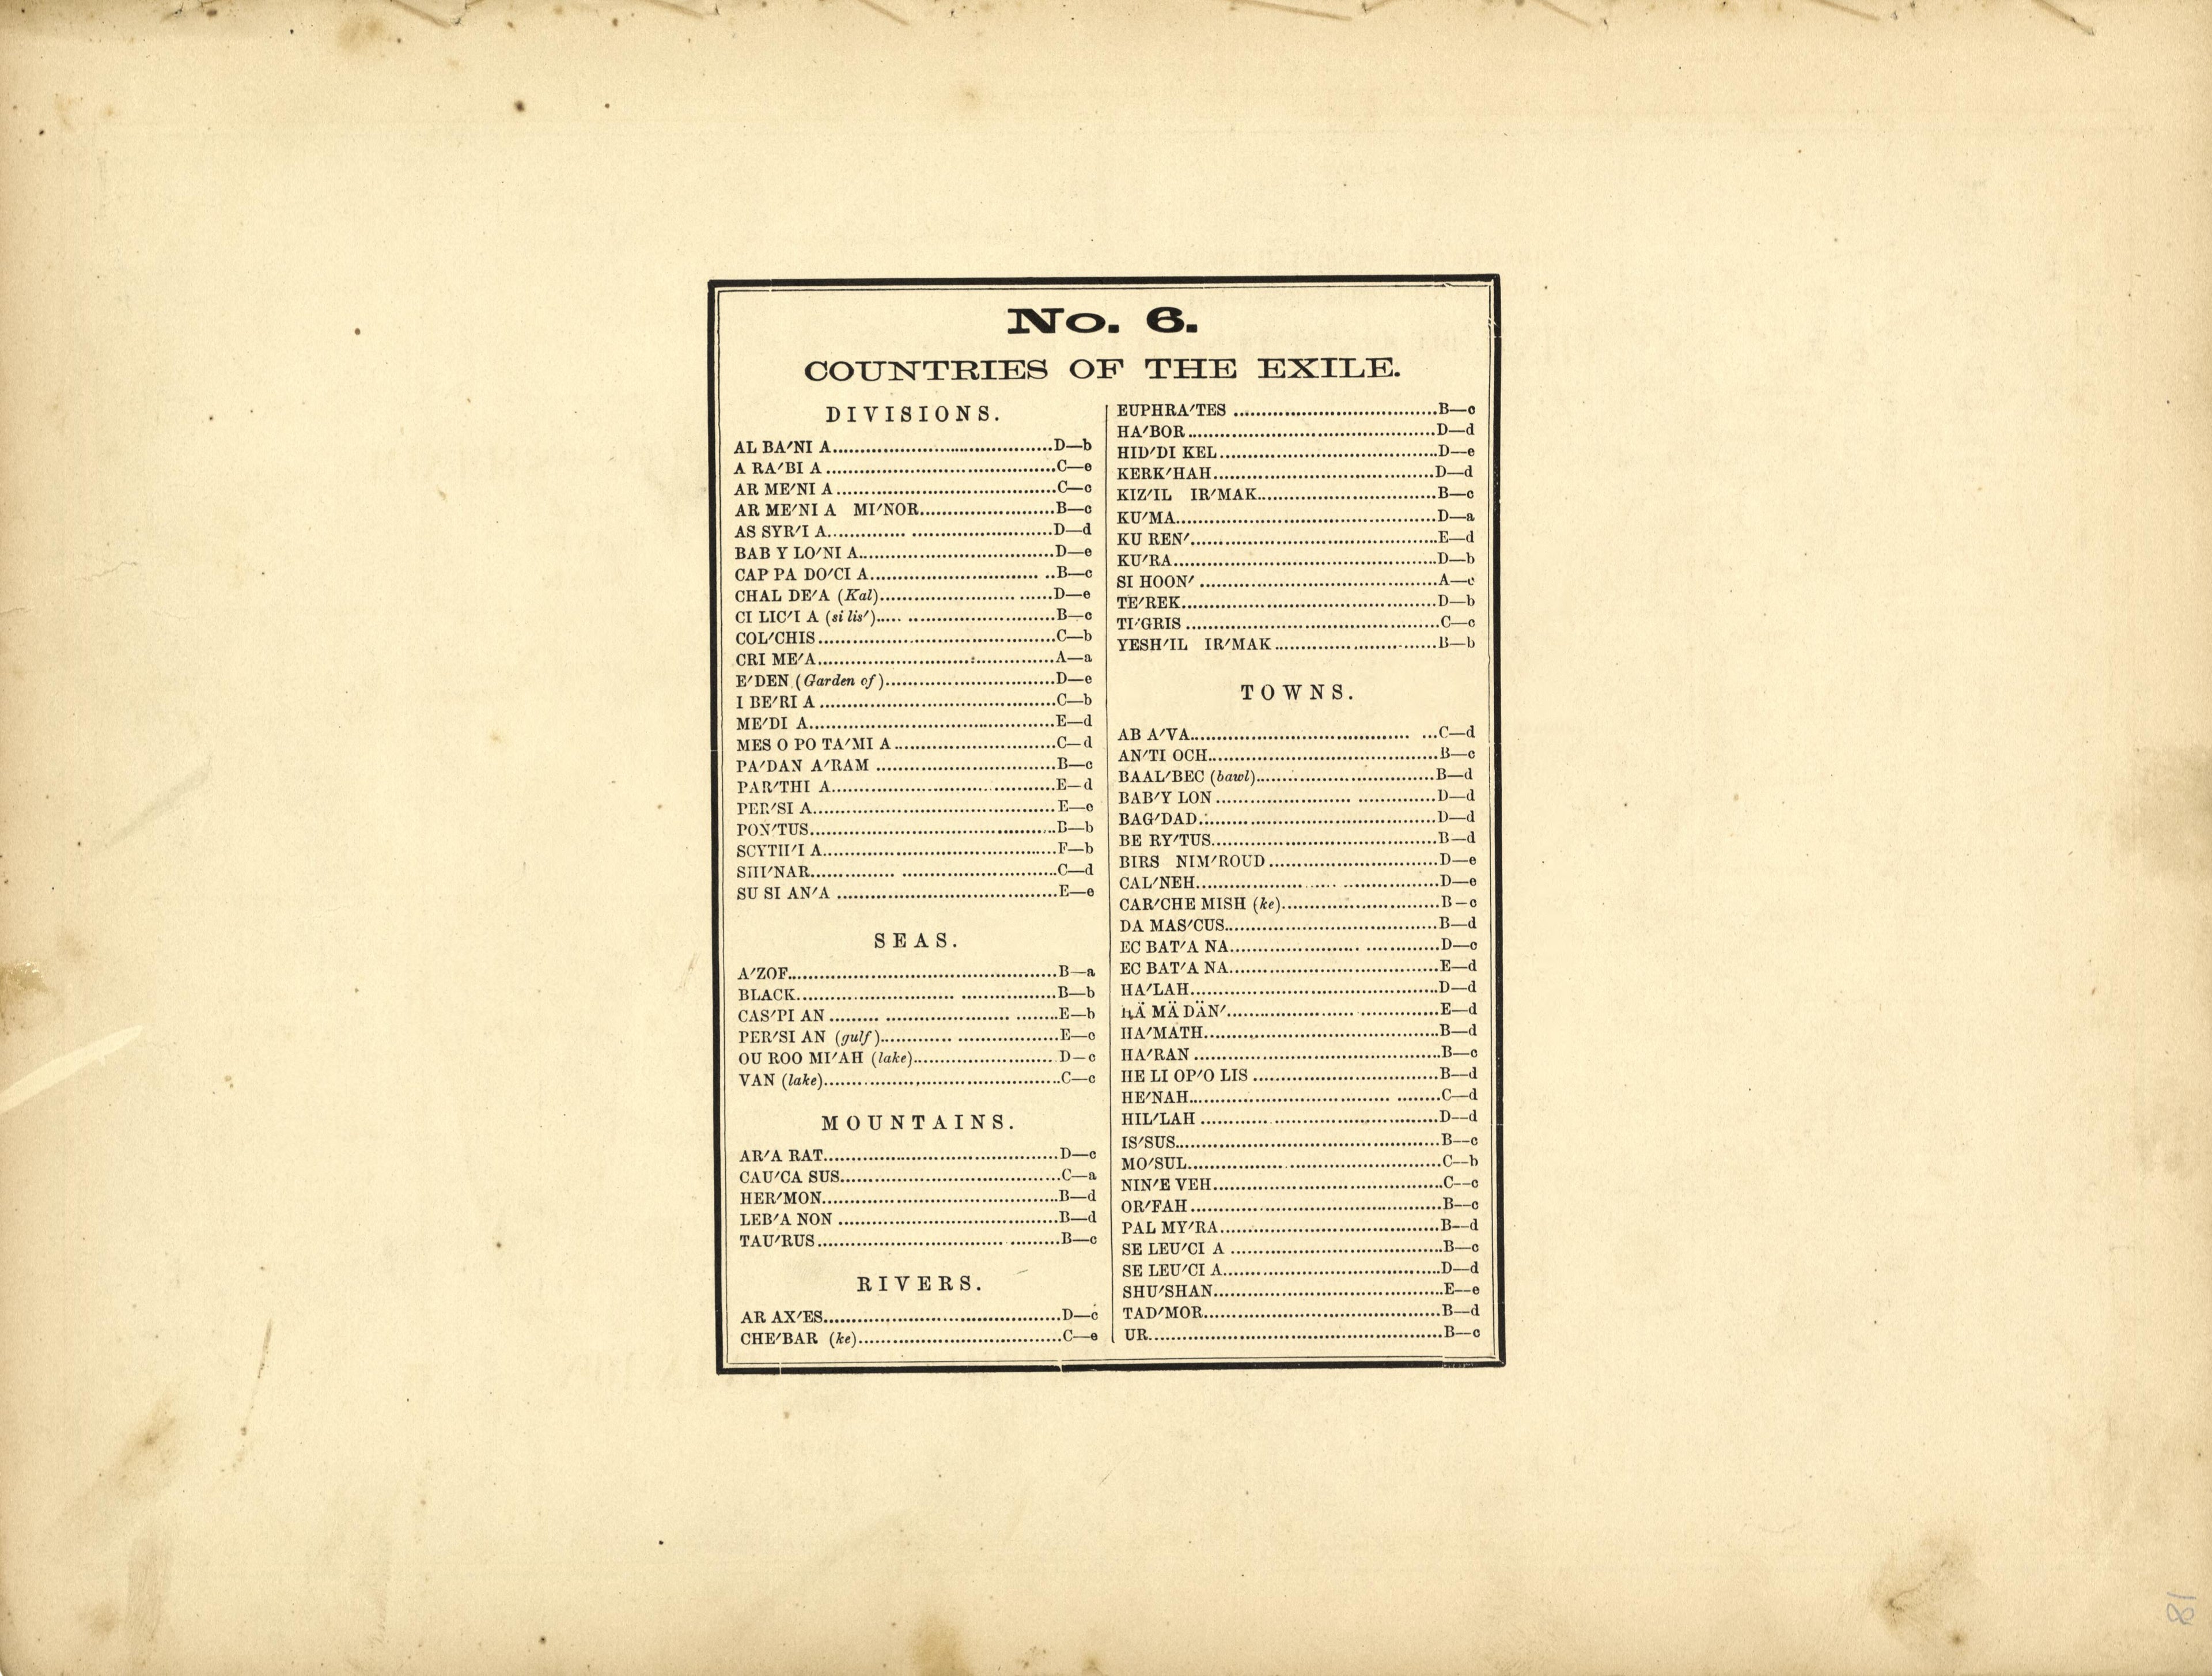 No. 6.
COUNTRIES OF THE EXILE.
DIVISIONS.
AL BA′NI A........................................D—b
A RA′BI A........................................C—e
AR ME′NI A........................................C—c
AR ME′NI A MI′NOR........................................B—c
AS SYR′I A........................................D—d
BAB Y LO′NI A........................................D—e
CAP PA DO′CI A........................................B—c
CHAL DE′A (Kal)........................................D—e
CI LIC′I A (si lis′)........................................B—c
COL′CHIS........................................C—b
CRI ME′A........................................A—a
E′DEN (Garden of)........................................D—e
I BE′RI A........................................C—b
ME′DI A........................................E—d
MES O PO TA′MI A........................................C—d
PA′DAN A′RAM........................................B—c
PAR′THI A........................................E—d
PER′SI A........................................E—e
PON′TUS........................................B—b
SCYTH′I A........................................F—b
SHI′NAR........................................C—d
SU SI AN′A........................................E—e
SEAS.
A′ZOF........................................B—a
BLACK........................................B—b
CAS′PI AN........................................E—b
PER′SI AN (gulf)........................................E—e
OU ROO MI′AH (lake)........................................D—c
VAN (lake)........................................C—c
MOUNTAINS.
AR′A RAT........................................D—c
CAU′CA SUS........................................C—a
HER′MON........................................B—d
LEB′A NON........................................B—d
TAU′RUS........................................B—c
RIVERS.
AR AX′ES........................................D—c
CHE′BAR (ke)........................................C—e
EUPHRA′TES........................................B—c
HA′BOR........................................D—d
HID′DI KEL........................................D—e
KERK′HAH........................................D—d
KIZ′IL IR′MAK........................................B—c
KU′MA........................................D—a
KU REN′........................................E—d
KU′RA........................................D—b
SI HOON′........................................A—c
TE′REK........................................D—b
TI′GRIS........................................C—c
YESH′IL IR′MAK........................................B—b
TOWNS.
AB A′VA........................................C—d
AN′TI OCH........................................B—c
BAAL′BEC (bawl)........................................B—d
BAB′Y LON........................................D—d
BAG′DAD........................................D—d
BE RY′TUS........................................B—d
BIRS NIM′ROUD........................................D—e
CAL′NEH........................................D—e
CAR′CHE MISH (ke)........................................B—c
DA MAS′CUS........................................B—d
EC BAT′A NA........................................D—c
EC BAT′A NA........................................E—d
HA′LAH........................................D—d
HÄ MÄ DÄN′........................................E—d
HA′MATH........................................B—d
HA′RAN........................................B—c
HE LI OP′O LIS........................................B—d
HE′NAH........................................C—d
HIL′LAH........................................D—d
IS′SUS........................................B—c
MO′SUL........................................C—b
NIN′E VEH........................................C—c
OR′FAH........................................B—c
PAL MY′RA........................................B—d
SE LEU′CI A........................................B—c
SE LEU′CI A........................................D—d
SHU′SHAN........................................E—e
TAD′MOR........................................B—d
UR........................................B—c
18